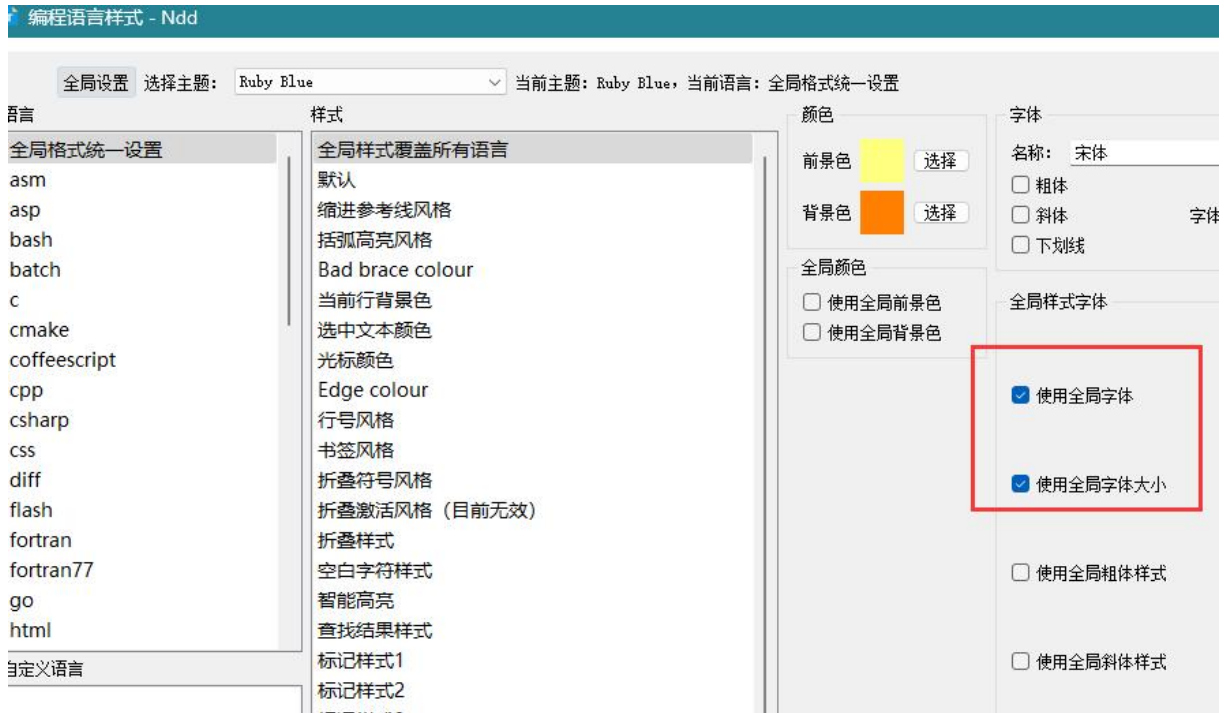 编程语言样式 - Ndd
全局设置 选择主题： Ruby Blue 当前主题：Ruby Blue，当前语言：全局格式统一设置
语言
全局格式统一设置
asm
asp
bash
batch
c
cmake
coffeescript
cpp
csharp
css
diff
flash
fortran
fortran77
go
html
自定义语言
样式
全局样式覆盖所有语言
默认
缩进参考线风格
括弧高亮风格
Bad brace colour
当前行背景色
选中文本颜色
光标颜色
Edge colour
行号风格
书签风格
折叠符号风格
折叠激活风格（目前无效）
折叠样式
空白字符样式
智能高亮
查找结果样式
标记样式1
标记样式2
颜色
前景色 选择
背景色 选择
全局颜色
使用全局前景色
使用全局背景色
字体
名称： 宋体
粗体
斜体 字体
下划线
全局样式字体
使用全局字体
使用全局字体大小
使用全局粗体样式
使用全局斜体样式